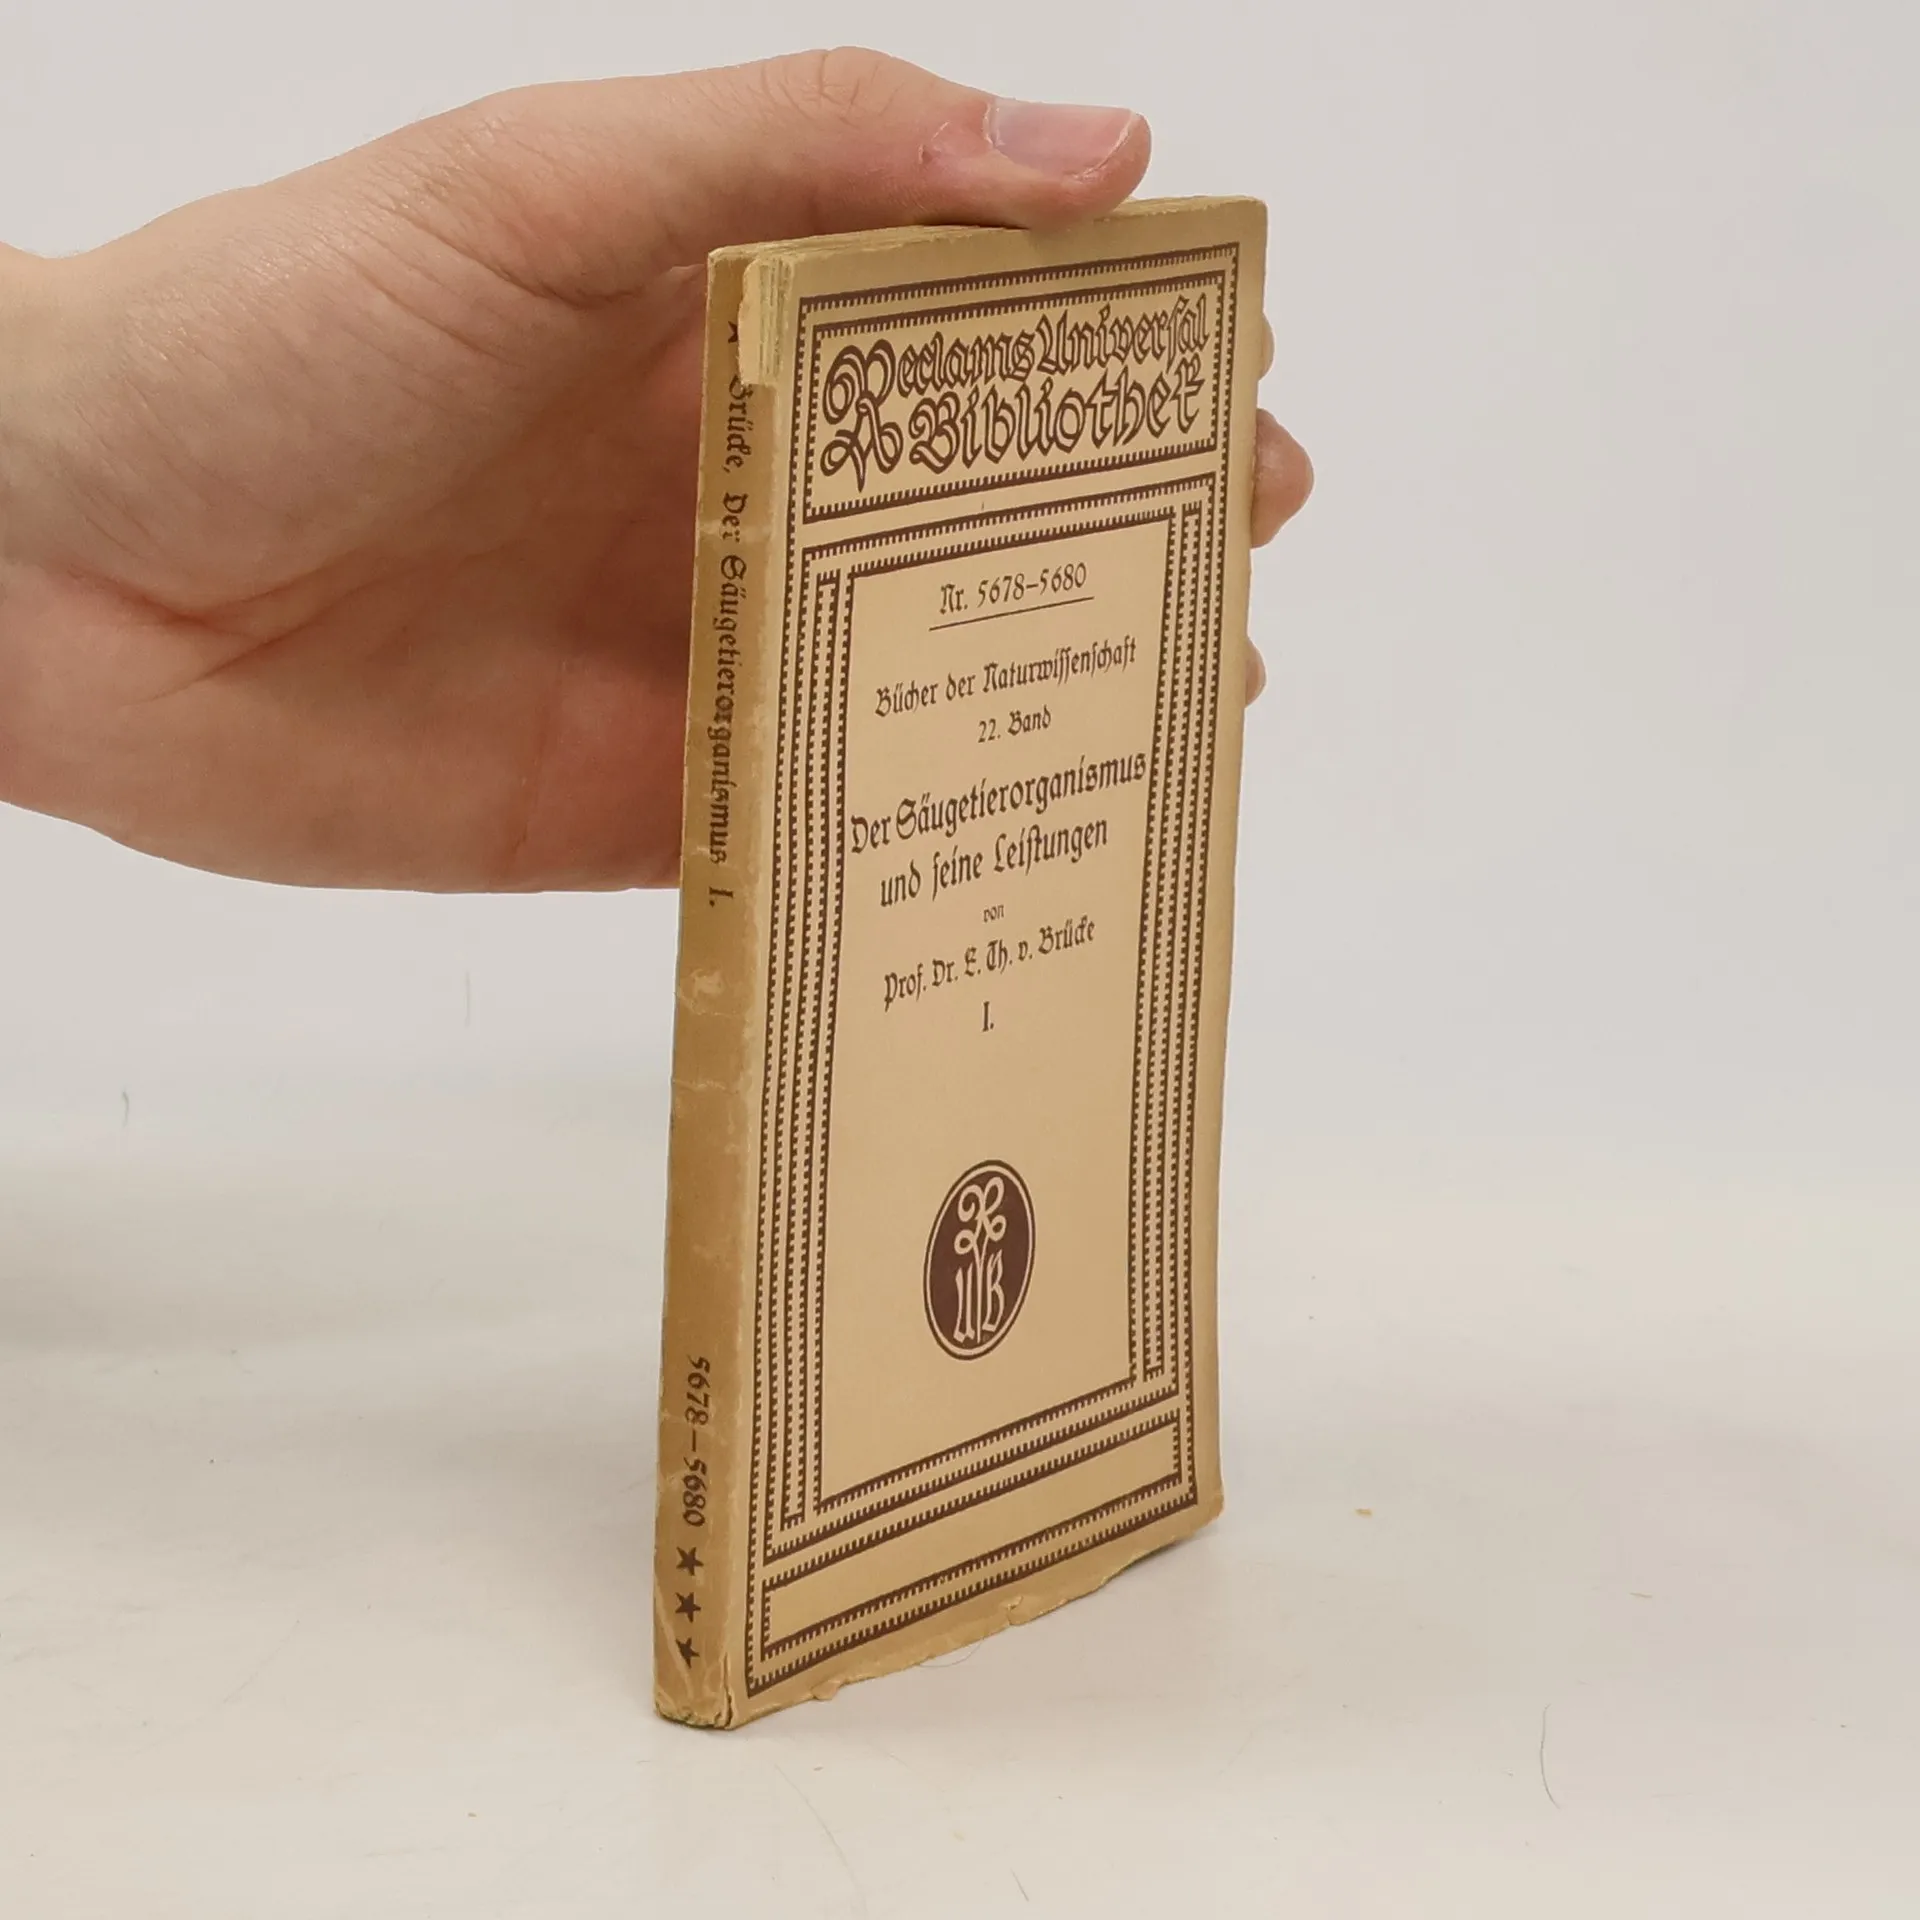 Reclams Universal
Bibliothek
Nr. 5678–5680
Bücher der Naturwissenschaft
22. Band
Der Säugetierorganismus
und seine Leistungen
von
Prof. Dr. E. Th. v. Brücke
I.
RUB
Brücke, Der Säugetierorganismus I.
5678–5680 ★ ★ ★